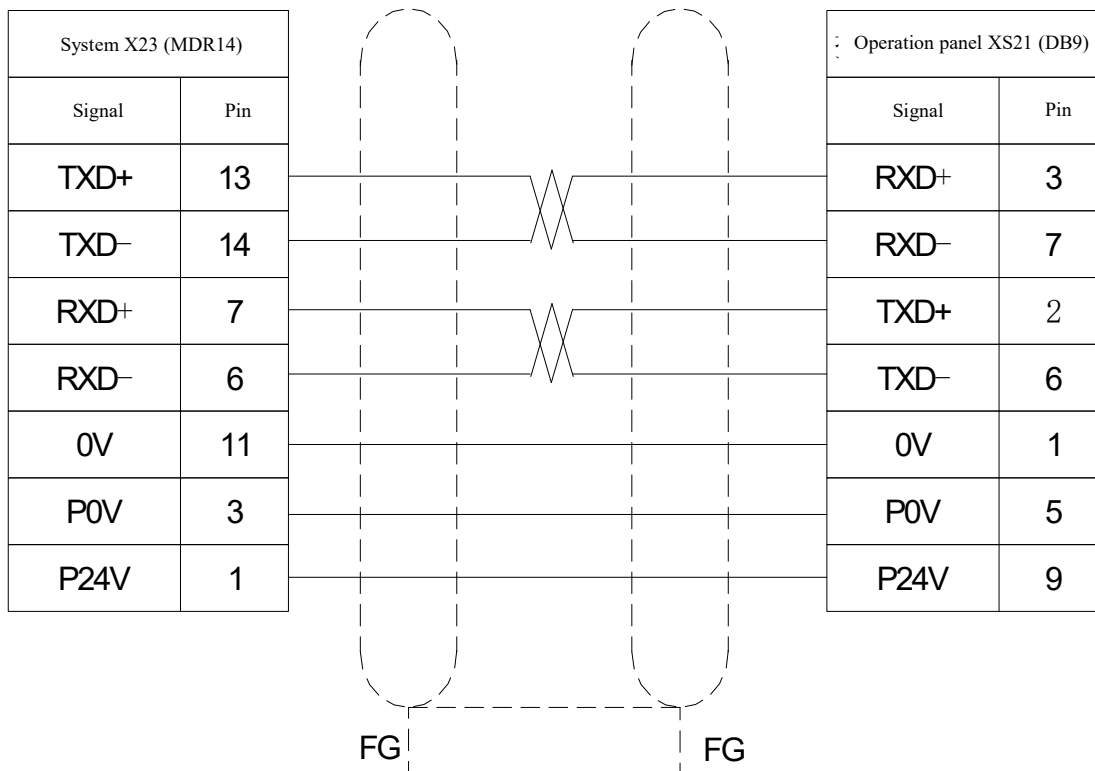 System X23 (MDR14)
Operation panel XS21 (DB9)
Signal Pin
Signal Pin
TXD+ 13
RXD+ 3
TXD− 14
RXD− 7
RXD+ 7
TXD+ 2
RXD− 6
TXD− 6
0V 11
0V 1
P0V 3
P0V 5
P24V 1
P24V 9
FG
FG